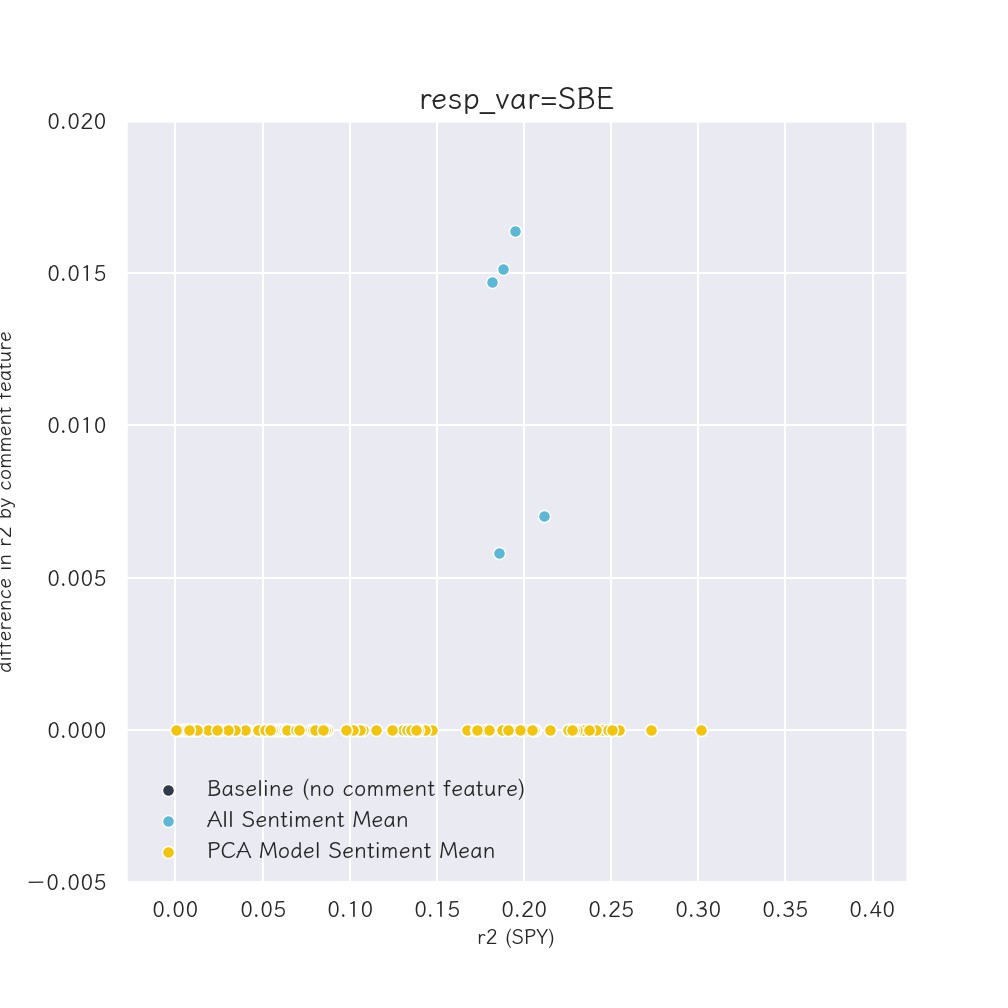 resp_var=SBE
0.020
0.015
0.010
0.005
0.000
−0.005
difference in r2 by comment feature
Baseline (no comment feature)
All Sentiment Mean
PCA Model Sentiment Mean
0.00 0.05 0.10 0.15 0.20 0.25 0.30 0.35 0.40
r2 (SPY)